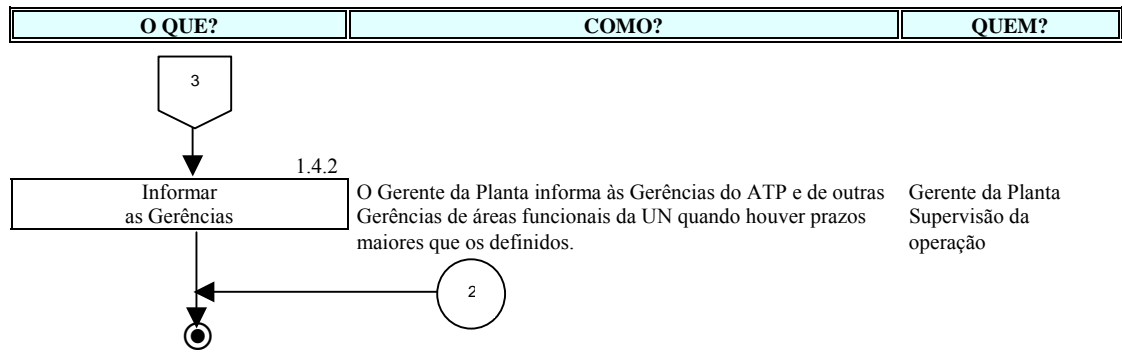 O QUE? COMO? QUEM?
3
1.4.2
Informar
as Gerências
O Gerente da Planta informa às Gerências do ATP e de outras
Gerências de áreas funcionais da UN quando houver prazos
maiores que os definidos.
Gerente da Planta
Supervisão da
operação
2